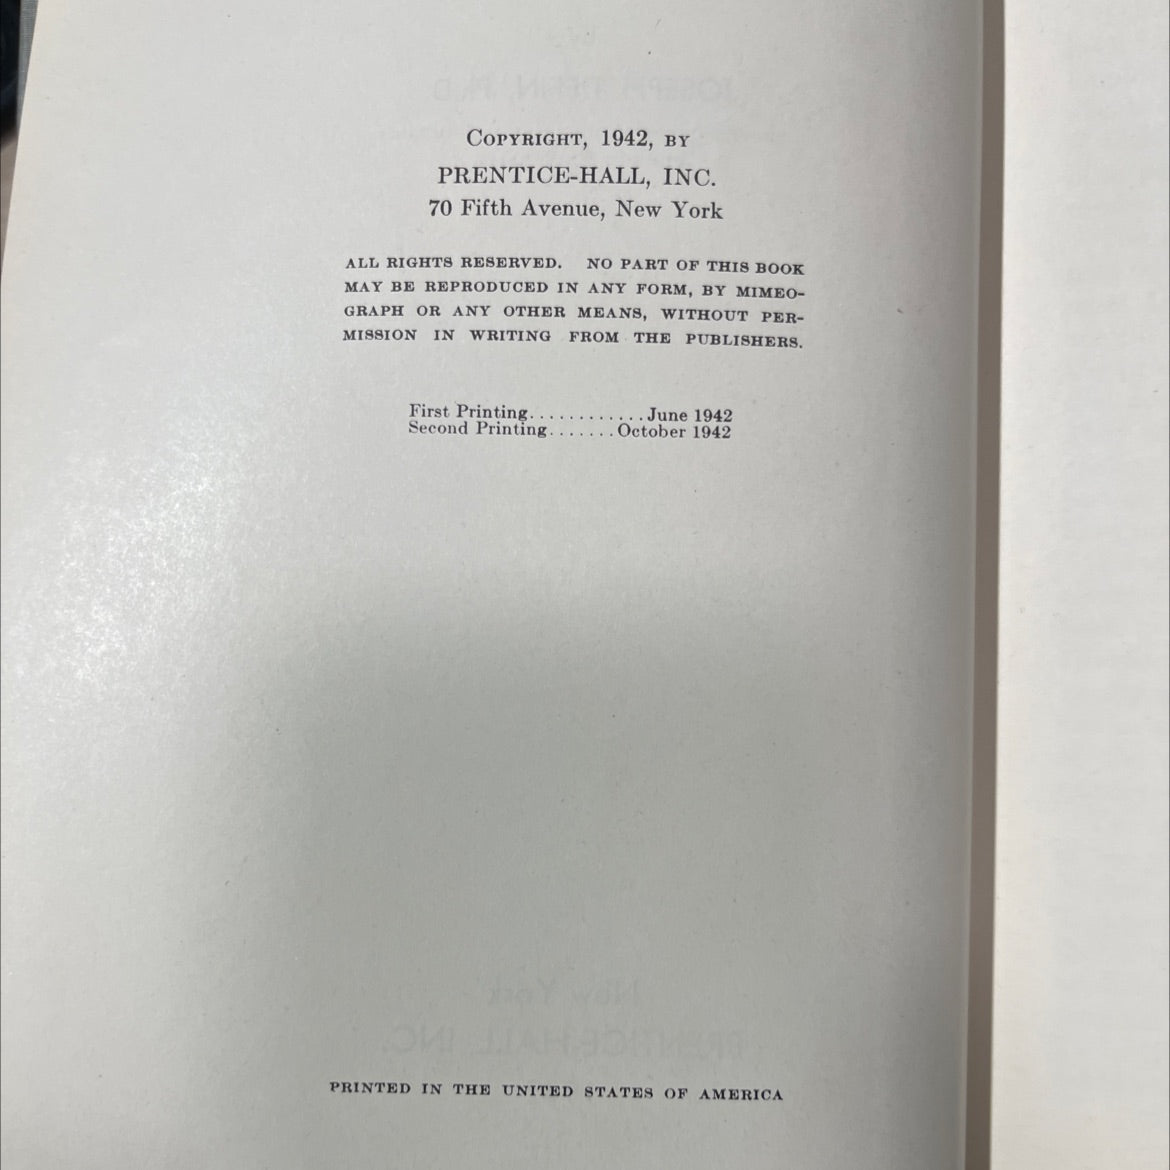 COPYRIGHT, 1942, BY
PRENTICE-HALL, INC.
70 Fifth Avenue, New York
ALL RIGHTS RESERVED. NO PART OF THIS BOOK
MAY BE REPRODUCED IN ANY FORM, BY MIMEO-
GRAPH OR ANY OTHER MEANS, WITHOUT PER-
MISSION IN WRITING FROM THE PUBLISHERS.
First Printing............June 1942
Second Printing.......October 1942
PRINTED IN THE UNITED STATES OF AMERICA